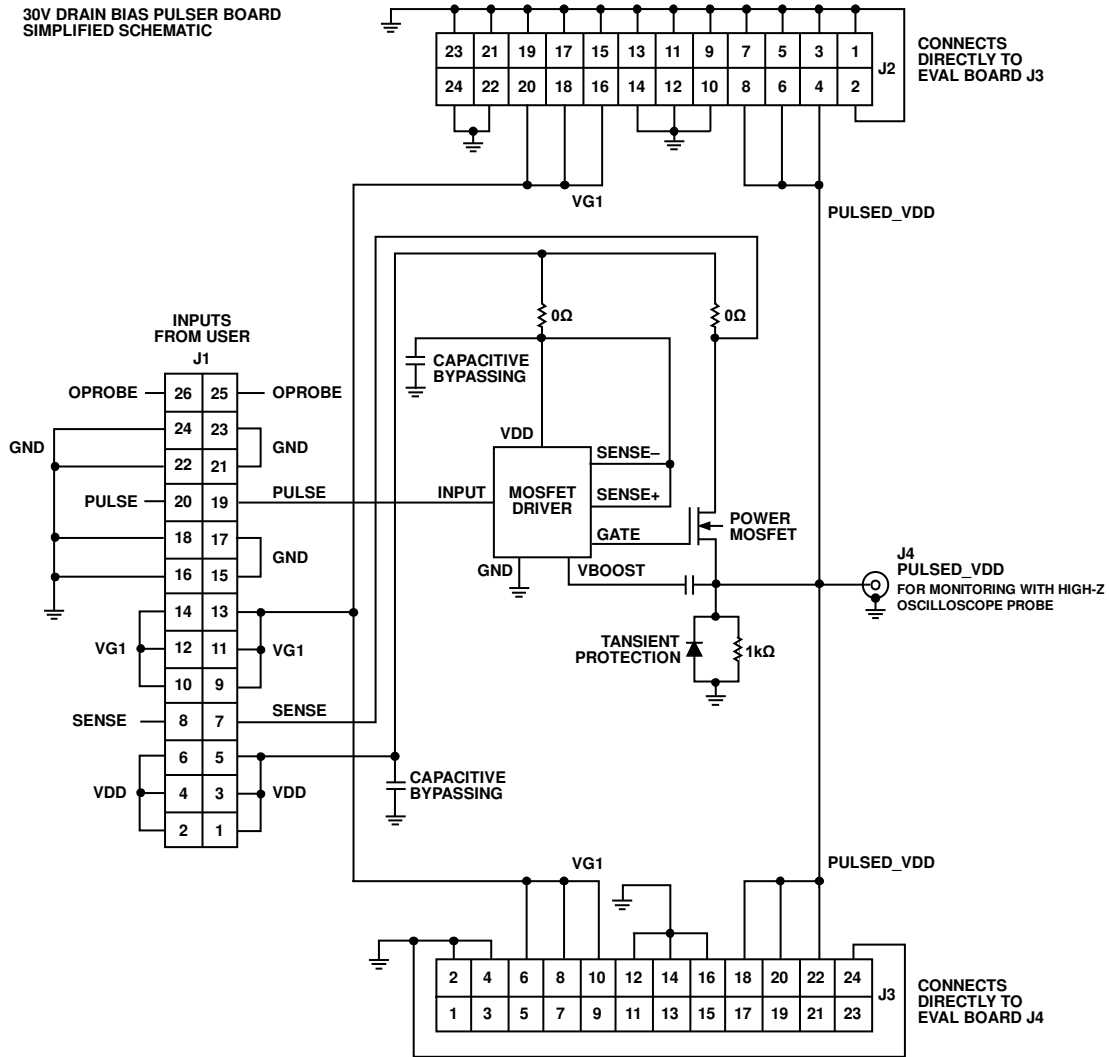 30V DRAIN BIAS PULSER BOARD
SIMPLIFIED SCHEMATIC
23 21 19 17 15 13 11 9 7 5 3 1
24 22 20 18 16 14 12 10 8 6 4 2
J2
CONNECTS
DIRECTLY TO
EVAL BOARD J3
VG1
PULSED_VDD
0Ω
0Ω
CAPACITIVE
BYPASSING
INPUTS
FROM USER
J1
OPROBE 26 25 OPROBE
24 23
GND
GND
22 21
PULSE 20 19 PULSE
18 17
GND
16 15
14 13
VG1 12 11 VG1
10 9
SENSE 8 7 SENSE
6 5
VDD 4 3 VDD
2 1
VDD
SENSE–
INPUT
MOSFET
DRIVER
SENSE+
GATE
GND
VBOOST
POWER
MOSFET
J4
PULSED_VDD
FOR MONITORING WITH HIGH-Z
OSCILLOSCOPE PROBE
TANSIENT
PROTECTION
1kΩ
CAPACITIVE
BYPASSING
VG1
PULSED_VDD
2 4 6 8 10 12 14 16 18 20 22 24
1 3 5 7 9 11 13 15 17 19 21 23
J3
CONNECTS
DIRECTLY TO
EVAL BOARD J4